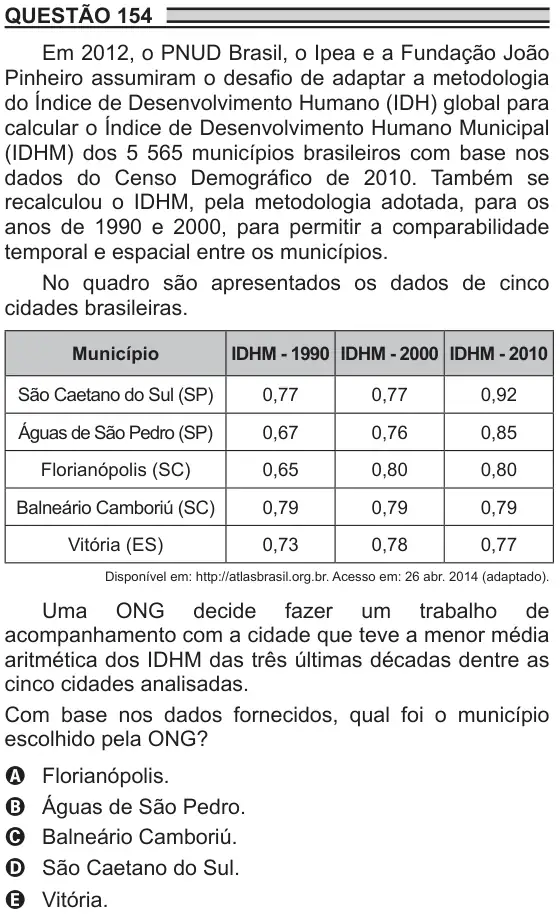 QUESTÃO 154
Em 2012, o PNUD Brasil, o Ipea e a Fundação João
Pinheiro assumiram o desafio de adaptar a metodologia
do Índice de Desenvolvimento Humano (IDH) global para
calcular o Índice de Desenvolvimento Humano Municipal
(IDHM) dos 5 565 municípios brasileiros com base nos
dados do Censo Demográfico de 2010. Também se
recalculou o IDHM, pela metodologia adotada, para os
anos de 1990 e 2000, para permitir a comparabilidade
temporal e espacial entre os municípios.
No quadro são apresentados os dados de cinco
cidades brasileiras.
Município IDHM - 1990 IDHM - 2000 IDHM - 2010
São Caetano do Sul (SP) 0,77 0,77 0,92
Águas de São Pedro (SP) 0,67 0,76 0,85
Florianópolis (SC) 0,65 0,80 0,80
Balneário Camboriú (SC) 0,79 0,79 0,79
Vitória (ES) 0,73 0,78 0,77
Disponível em: http://atlasbrasil.org.br. Acesso em: 26 abr. 2014 (adaptado).
Uma ONG decide fazer um trabalho de
acompanhamento com a cidade que teve a menor média
aritmética dos IDHM das três últimas décadas dentre as
cinco cidades analisadas.
Com base nos dados fornecidos, qual foi o município
escolhido pela ONG?
A Florianópolis.
B Águas de São Pedro.
C Balneário Camboriú.
D São Caetano do Sul.
E Vitória.